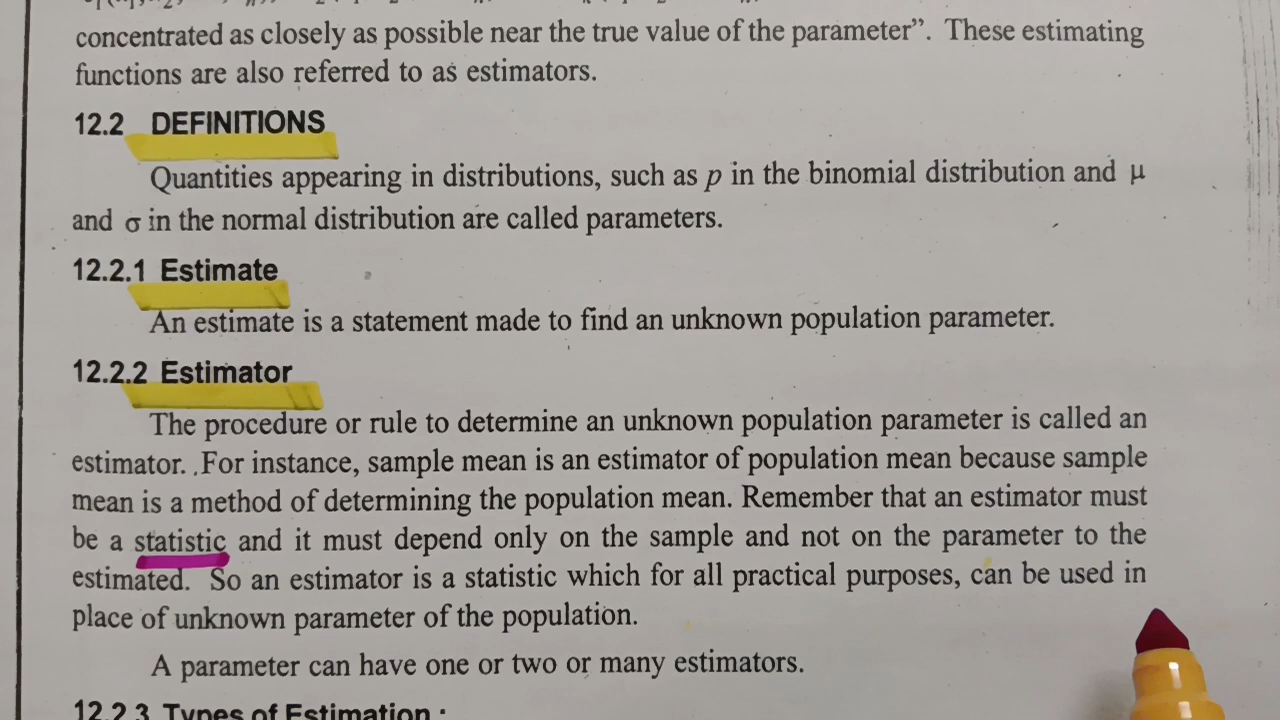 concentrated as closely as possible near the true value of the parameter”. These estimating
functions are also referred to as estimators.
12.2 DEFINITIONS
Quantities appearing in distributions, such as p in the binomial distribution and μ
and σ in the normal distribution are called parameters.
12.2.1 Estimate
An estimate is a statement made to find an unknown population parameter.
12.2.2 Estimator
The procedure or rule to determine an unknown population parameter is called an
estimator. For instance, sample mean is an estimator of population mean because sample
mean is a method of determining the population mean. Remember that an estimator must
be a statistic and it must depend only on the sample and not on the parameter to the
estimated. So an estimator is a statistic which for all practical purposes, can be used in
place of unknown parameter of the population.
A parameter can have one or two or many estimators.
12.2.3 Types of Estimation :